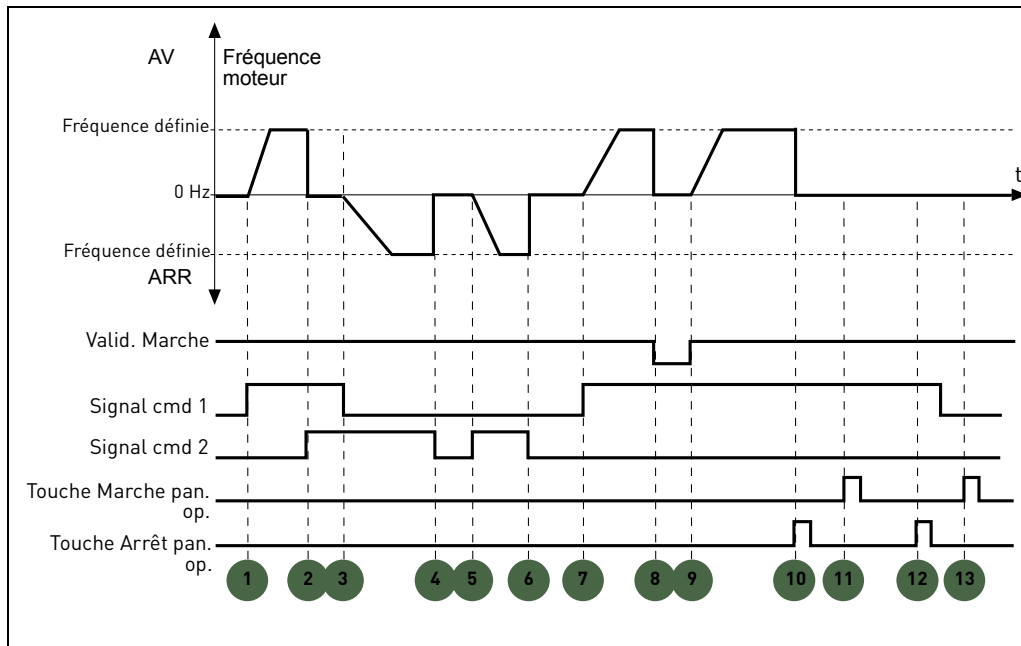 AV
Fréquence
moteur
Fréquence définie
0 Hz
t
Fréquence définie
ARR
Valid. Marche
Signal cmd 1
Signal cmd 2
Touche Marche pan.
op.
Touche Arrêt pan.
op.
1 2 3 4 5 6 7 8 9 10 11 12 13